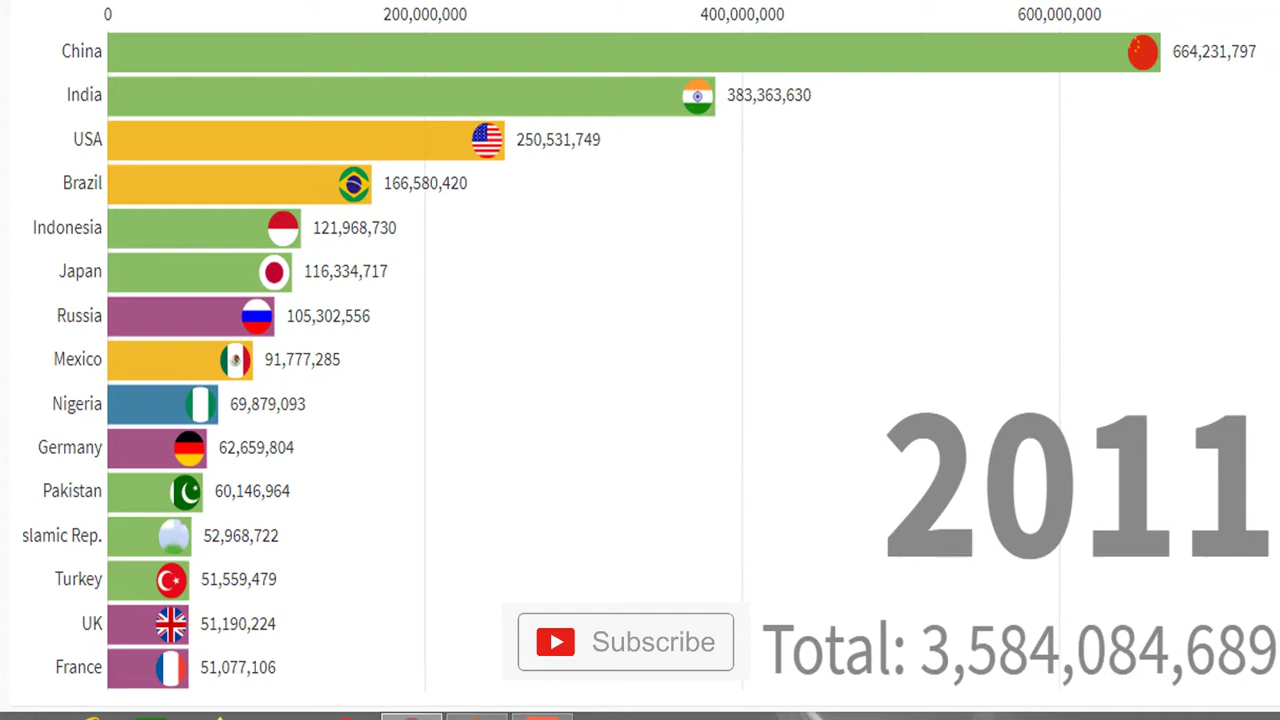 0 200,000,000 400,000,000 600,000,000
China 664,231,797
India 383,363,630
USA 250,531,749
Brazil 166,580,420
Indonesia 121,968,730
Japan 116,334,717
Russia 105,302,556
Mexico 91,777,285
Nigeria 69,879,093
Germany 62,659,804
Pakistan 60,146,964
slamic Rep. 52,968,722
Turkey 51,559,479
UK 51,190,224
France 51,077,106
2011
Subscribe
Total: 3,584,084,689